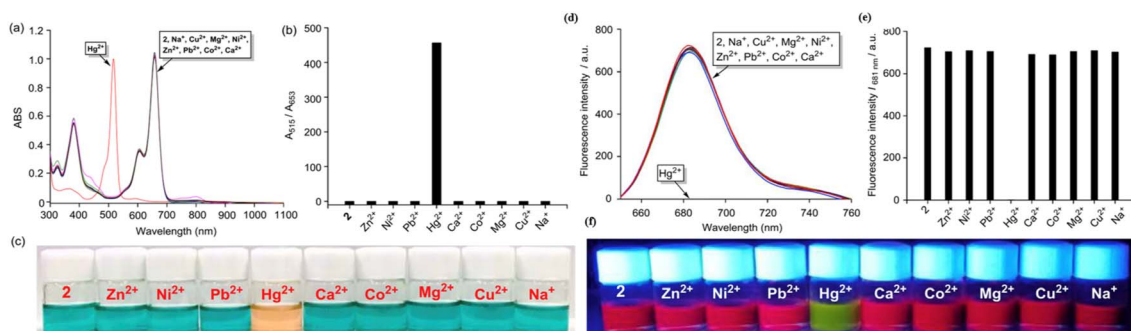 (a)
ABS
1.2
1.0
0.8
0.6
0.4
0.2
0
300 400 500 600 700 800 900 1000 1100
Wavelength (nm)
Hg²⁺
2, Na⁺, Cu²⁺, Mg²⁺, Ni²⁺,
Zn²⁺, Pb²⁺, Co²⁺, Ca²⁺
(b)
A₅₁₅ / A₆₅₃
500
400
300
200
100
0
2 Zn²⁺ Ni²⁺ Pb²⁺ Hg²⁺ Ca²⁺ Co²⁺ Mg²⁺ Cu²⁺ Na⁺
(c)
2 Zn²⁺ Ni²⁺ Pb²⁺ Hg²⁺ Ca²⁺ Co²⁺ Mg²⁺ Cu²⁺ Na⁺
(d)
Fluorescence intensity / a.u.
800
600
400
200
0
660 680 700 720 740 760
Wavelength (nm)
2, Na⁺, Cu²⁺, Mg²⁺, Ni²⁺,
Zn²⁺, Pb²⁺, Co²⁺, Ca²⁺
Hg²⁺
(e)
Fluorescence intensity / 681 nm / a.u.
800
600
400
200
0
2 Zn²⁺ Ni²⁺ Pb²⁺ Hg²⁺ Ca²⁺ Co²⁺ Mg²⁺ Cu²⁺ Na⁺
(f)
2 Zn²⁺ Ni²⁺ Pb²⁺ Hg²⁺ Ca²⁺ Co²⁺ Mg²⁺ Cu²⁺ Na⁺